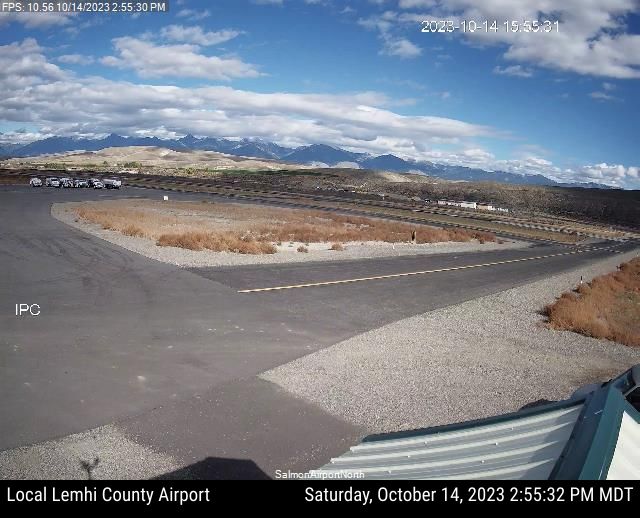 FPS: 10.56 10/14/2023 2:55:30 PM
2023-10-14 15:55:31
IPC
SalmonAirportNorth
Local Lemhi County Airport Saturday, October 14, 2023 2:55:32 PM MDT